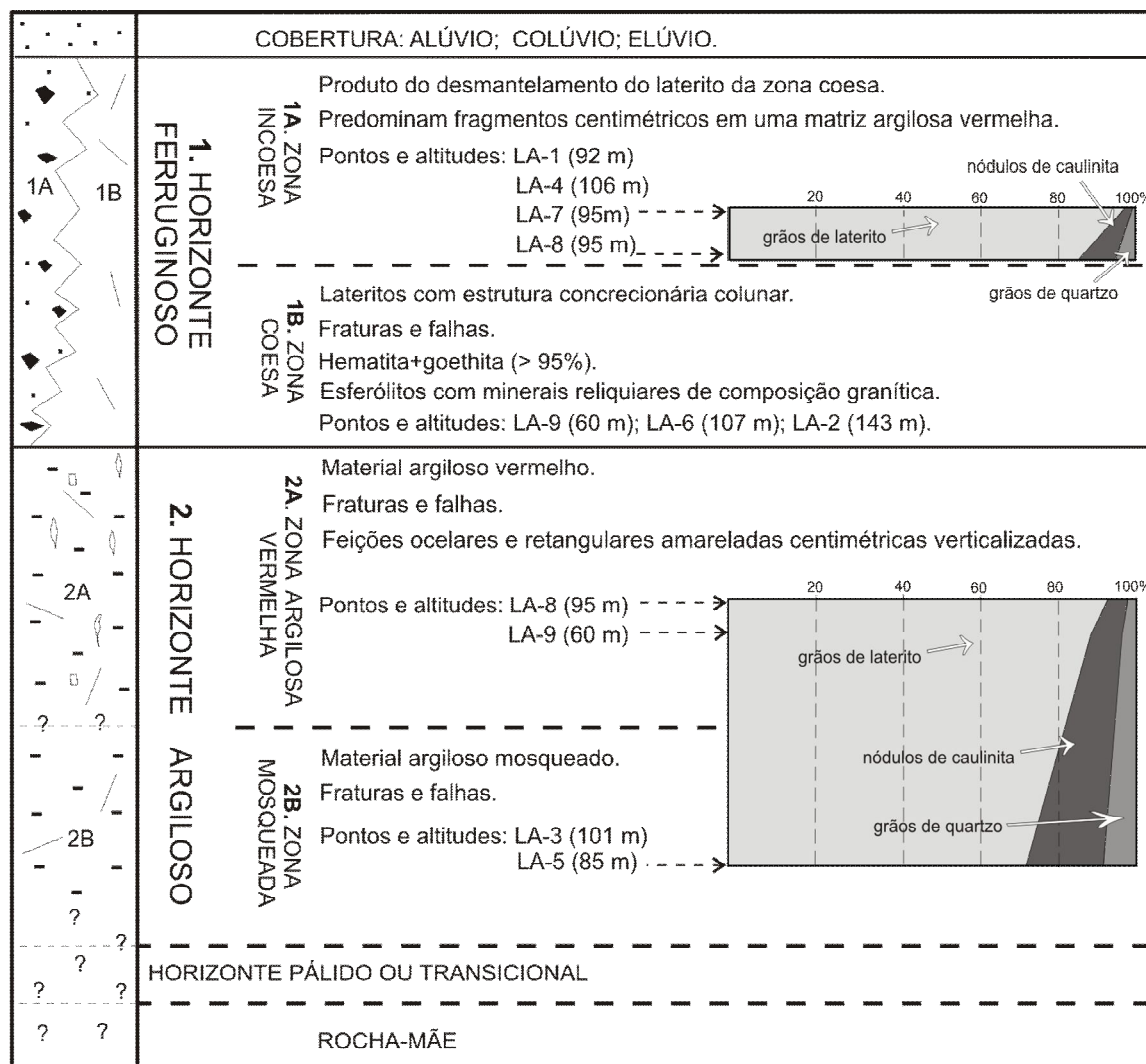 COBERTURA: ALÚVIO; COLÚVIO; ELÚVIO.
1A
1B
1. HORIZONTE
FERRUGINOSO
1A. ZONA
INCOESA
Produto do desmantelamento do laterito da zona coesa.
Predominam fragmentos centimétricos em uma matriz argilosa vermelha.
Pontos e altitudes: LA-1 (92 m)
LA-4 (106 m)
LA-7 (95m)
LA-8 (95 m)
nódulos de caulinita
20 40 60 80 100%
grãos de laterito
grãos de quartzo
1B. ZONA
COESA
Lateritos com estrutura concrecionária colunar.
Fraturas e falhas.
Hematita+goethita (> 95%).
Esferólitos com minerais reliquiares de composição granítica.
Pontos e altitudes: LA-9 (60 m); LA-6 (107 m); LA-2 (143 m).
2A
? ?
2B
?
?
2. HORIZONTE ARGILOSO
2A. ZONA ARGILOSA
VERMELHA
Material argiloso vermelho.
Fraturas e falhas.
Feições ocelares e retangulares amareladas centimétricas verticalizadas.
Pontos e altitudes: LA-8 (95 m)
LA-9 (60 m)
20 40 60 80 100%
grãos de laterito
nódulos de caulinita
grãos de quartzo
2B. ZONA
MOSQUEADA
Material argiloso mosqueado.
Fraturas e falhas.
Pontos e altitudes: LA-3 (101 m)
LA-5 (85 m)
?
? ?
HORIZONTE PÁLIDO OU TRANSICIONAL
? ?
ROCHA-MÃE